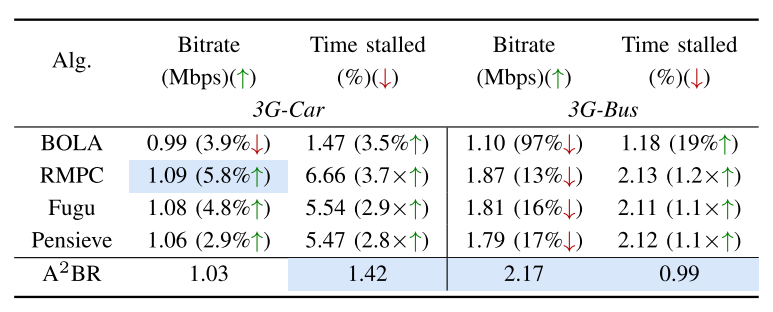 Alg. Bitrate Time stalled Bitrate Time stalled
(Mbps)(↑) (%)(↓) (Mbps)(↑) (%)(↓)
3G-Car 3G-Bus
BOLA 0.99 (3.9%↓) 1.47 (3.5%↑) 1.10 (97%↓) 1.18 (19%↑)
RMPC 1.09 (5.8%↑) 6.66 (3.7×↑) 1.87 (13%↓) 2.13 (1.2×↑)
Fugu 1.08 (4.8%↑) 5.54 (2.9×↑) 1.81 (16%↓) 2.11 (1.1×↑)
Pensieve 1.06 (2.9%↑) 5.47 (2.8×↑) 1.79 (17%↓) 2.12 (1.1×↑)
A²BR 1.03 1.42 2.17 0.99